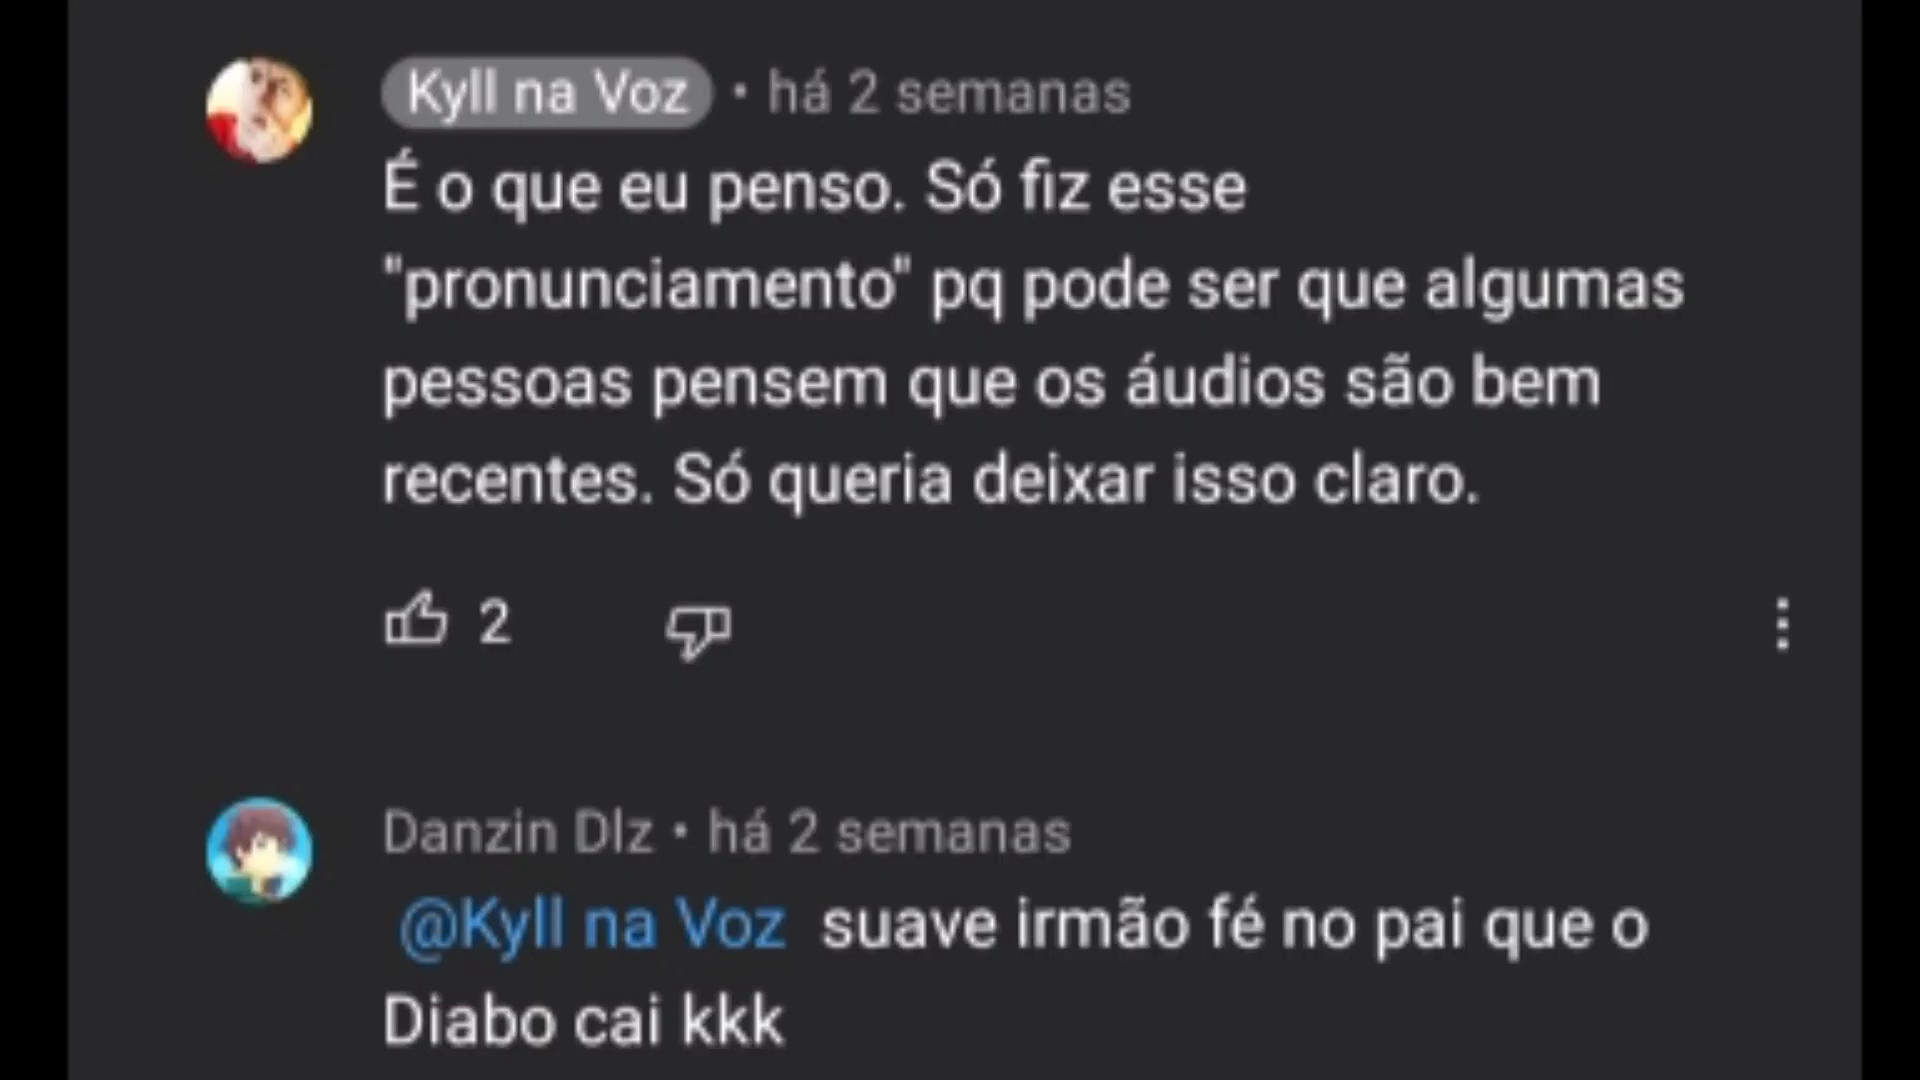 Kyll na Voz • há 2 semanas
É o que eu penso. Só fiz esse
"pronunciamento" pq pode ser que algumas
pessoas pensem que os áudios são bem
recentes. Só queria deixar isso claro.
2
Danzin Dlz • há 2 semanas
@Kyll na Voz suave irmão fé no pai que o
Diabo cai kkk